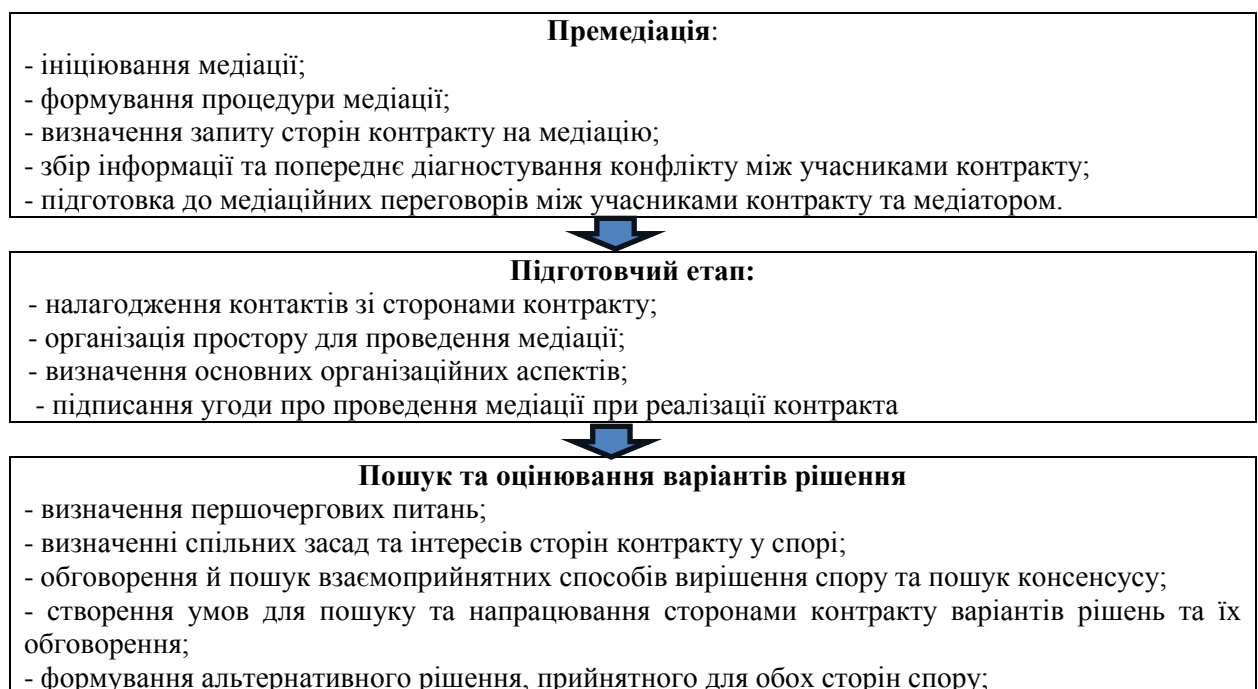 Премедіація:
- ініціювання медіації;
- формування процедури медіації;
- визначення запиту сторін контракту на медіацію;
- збір інформації та попереднє діагностування конфлікту між учасниками контракту;
- підготовка до медіаційних переговорів між учасниками контракту та медіатором.
Підготовчий етап:
- налагодження контактів зі сторонами контракту;
- організація простору для проведення медіації;
- визначення основних організаційних аспектів;
- підписання угоди про проведення медіації при реалізації контракта
Пошук та оцінювання варіантів рішення
- визначення першочергових питань;
- визначенні спільних засад та інтересів сторін контракту у спорі;
- обговорення й пошук взаємоприйнятних способів вирішення спору та пошук консенсусу;
- створення умов для пошуку та напрацювання сторонами контракту варіантів рішень та їх
обговорення;
- формування альтернативного рішення, прийнятного для обох сторін спору;